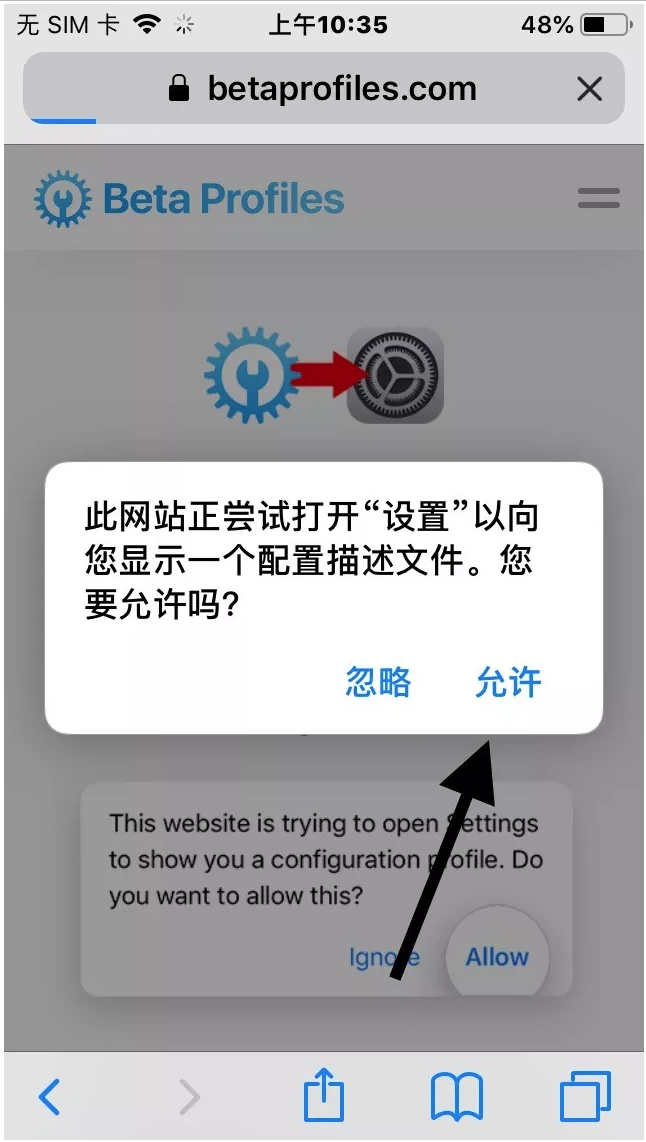 无 SIM 卡 上午10:35 48%
betaprofiles.com
Beta Profiles
此网站正尝试打开“设置”以向
您显示一个配置描述文件。您
要允许吗?
忽略 允许
This website is trying to open Settings
to show you a configuration profile. Do
you want to allow this?
Ignore Allow